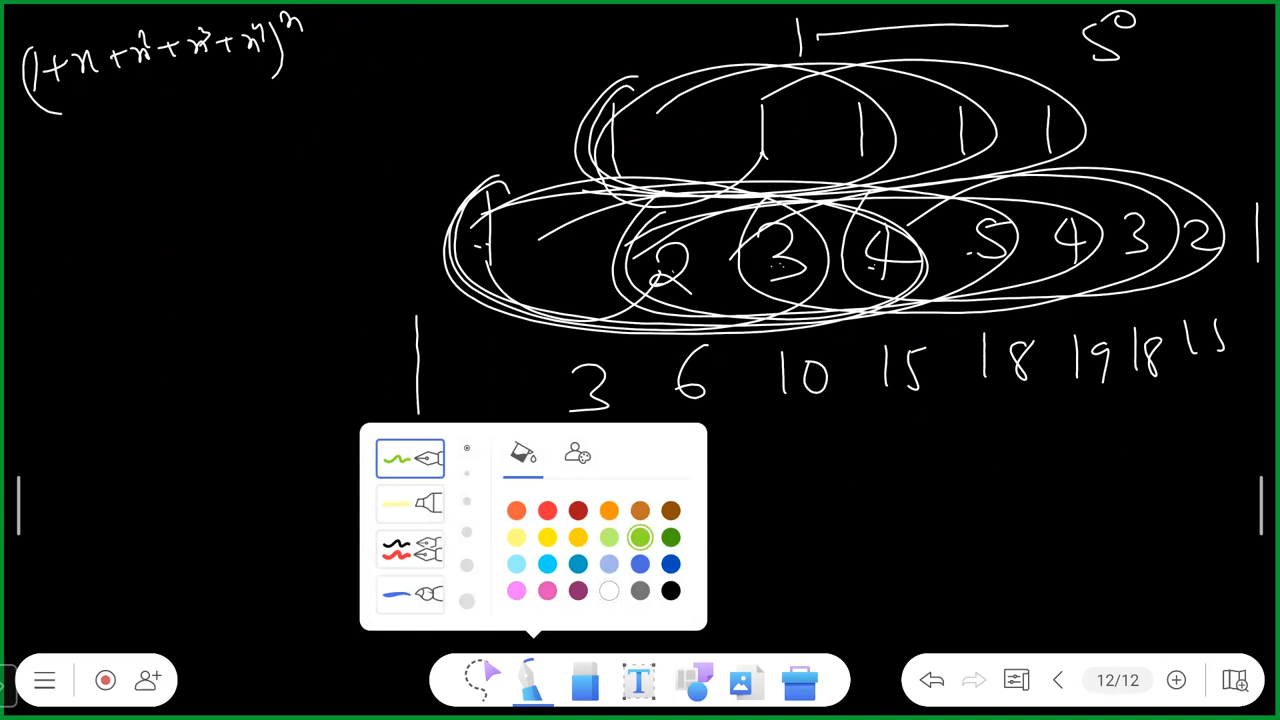 (1+x+x²+x³+x⁴)ⁿ
1 5⁰
1 1 1 1 1
1 2 3 4 5 4 3 2 1
1 3 6 10 15 18 19 18 15
T
12/12